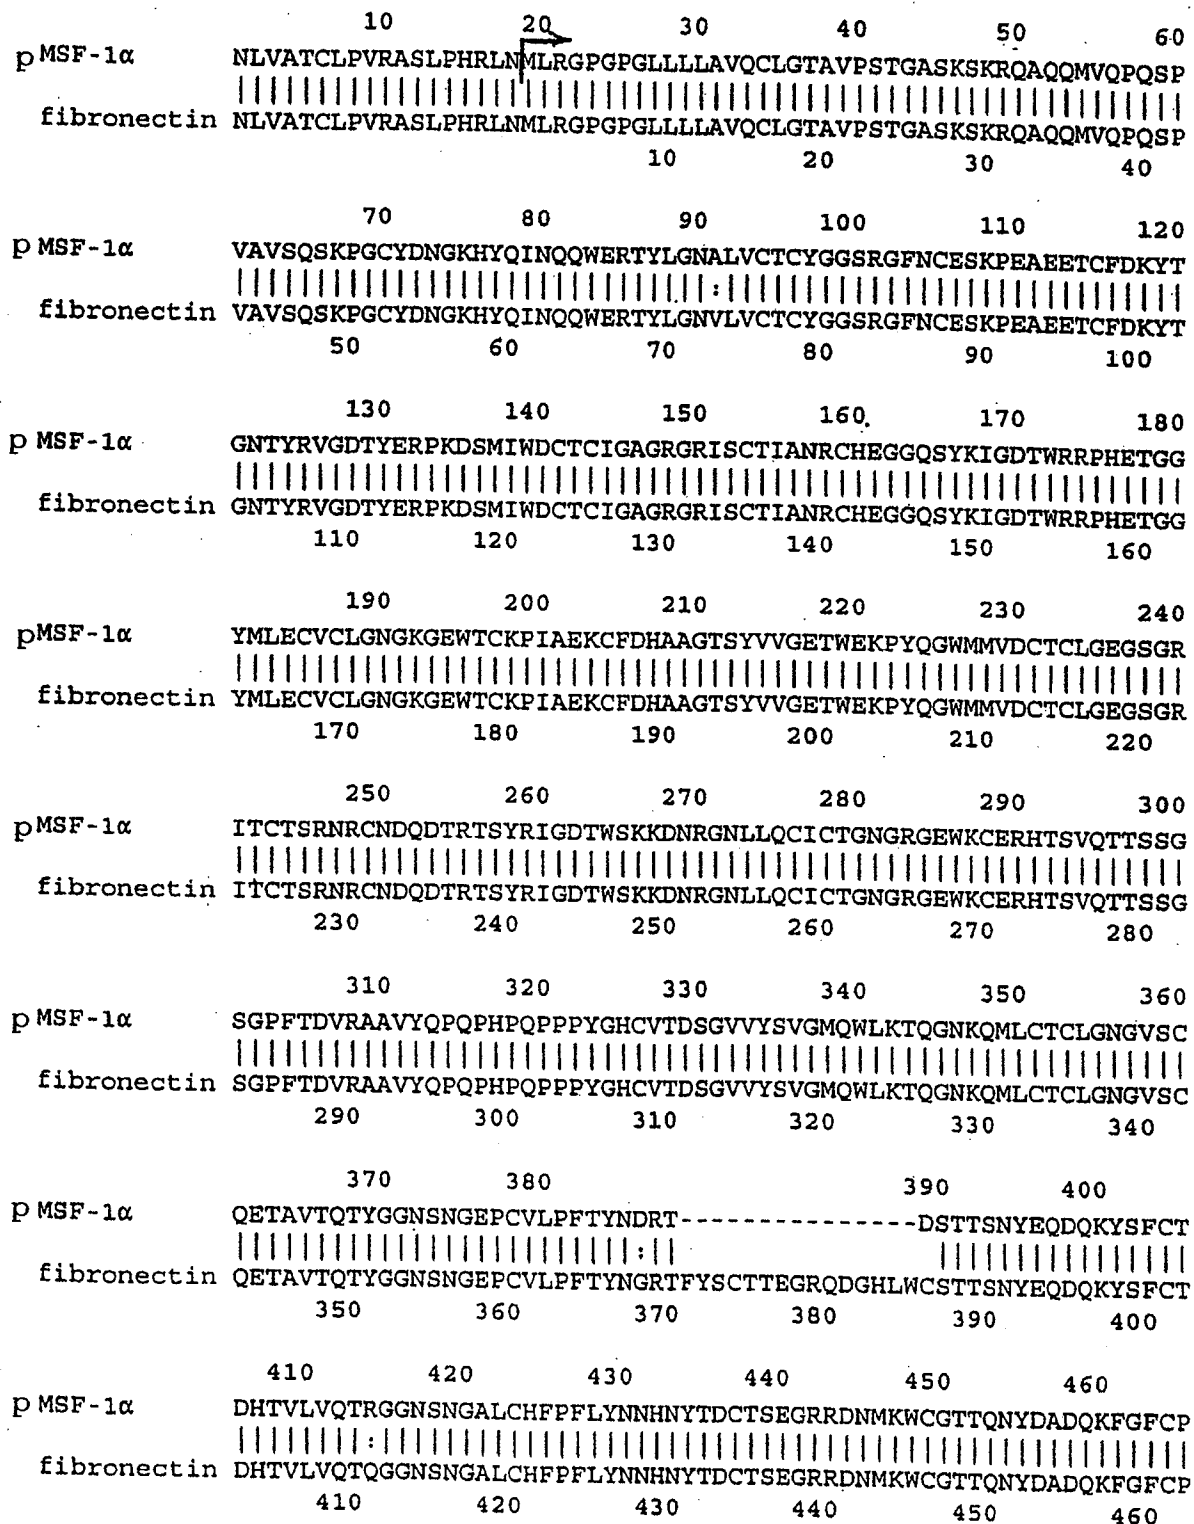 10 20 30 40 50 60
pMSF-1α NLVATCLPVRASLPHRLNMLRGPGPGLLLLAVQCLGTAVPSTGASKSKRQAQQMVQPQSP
||||||||||||||||||||||||||||||||||||||||||||||||||||||||||||
fibronectin NLVATCLPVRASLPHRLNMLRGPGPGLLLLAVQCLGTAVPSTGASKSKRQAQQMVQPQSP
10 20 30 40
70 80 90 100 110 120
pMSF-1α VAVSQSKPGCYDNGKHYQINQQWERTYLGNALVCTCYGGSRGFNCESKPEAEETCFDKYT
||||||||||||||||||||||||||||||:|||||||||||||||||||||||||||||
fibronectin VAVSQSKPGCYDNGKHYQINQQWERTYLGNVLVCTCYGGSRGFNCESKPEAEETCFDKYT
50 60 70 80 90 100
130 140 150 160 170 180
pMSF-1α GNTYRVGDTYERPKDSMIWDCTCIGAGRGRISCTIANRCHEGGQSYKIGDTWRRPHETGG
||||||||||||||||||||||||||||||||||||||||||||||||||||||||||||
fibronectin GNTYRVGDTYERPKDSMIWDCTCIGAGRGRISCTIANRCHEGGQSYKIGDTWRRPHETGG
110 120 130 140 150 160
190 200 210 220 230 240
pMSF-1α YMLECVCLGNGKGEWTCKPIAEKCFDHAAGTSYVVGETWEKPYQGWMMVDCTCLGEGSGR
||||||||||||||||||||||||||||||||||||||||||||||||||||||||||||
fibronectin YMLECVCLGNGKGEWTCKPIAEKCFDHAAGTSYVVGETWEKPYQGWMMVDCTCLGEGSGR
170 180 190 200 210 220
250 260 270 280 290 300
pMSF-1α ITCTSRNRCNDQDTRTSYRIGDTWSKKDNRGNLLQCICTGNGRGEWKCERHTSVQTTSSG
||||||||||||||||||||||||||||||||||||||||||||||||||||||||||||
fibronectin ITCTSRNRCNDQDTRTSYRIGDTWSKKDNRGNLLQCICTGNGRGEWKCERHTSVQTTSSG
230 240 250 260 270 280
310 320 330 340 350 360
pMSF-1α SGPFTDVRAAVYQPQPHPQPPPYGHCVTDSGVVYSVGMQWLKTQGNKQMLCTCLGNGVSC
||||||||||||||||||||||||||||||||||||||||||||||||||||||||||||
fibronectin SGPFTDVRAAVYQPQPHPQPPPYGHCVTDSGVVYSVGMQWLKTQGNKQMLCTCLGNGVSC
290 300 310 320 330 340
370 380 390 400
pMSF-1α QETAVTQTYGGNSNGEPCVLPFTYNDRT---------------DSTTSNYEQDQKYSFCT
|||||||||||||||||||||||||:|| ||||||||||||||||
fibronectin QETAVTQTYGGNSNGEPCVLPFTYNGRTFYSCTTEGRQDGHLWCSTTSNYEQDQKYSFCT
350 360 370 380 390 400
410 420 430 440 450 460
pMSF-1α DHTVLVQTRGGNSNGALCHFPFLYNNHNYTDCTSEGRRDNMKWCGTTQNYDADQKFGFCP
||||||||:|||||||||||||||||||||||||||||||||||||||||||||||||||
fibronectin DHTVLVQTQGGNSNGALCHFPFLYNNHNYTDCTSEGRRDNMKWCGTTQNYDADQKFGFCP
410 420 430 440 450 460